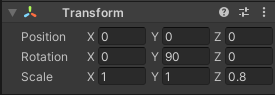 Transform
Position X 0 Y 0 Z 0
Rotation X 0 Y 90 Z 0
Scale X 1 Y 1 Z 0.8